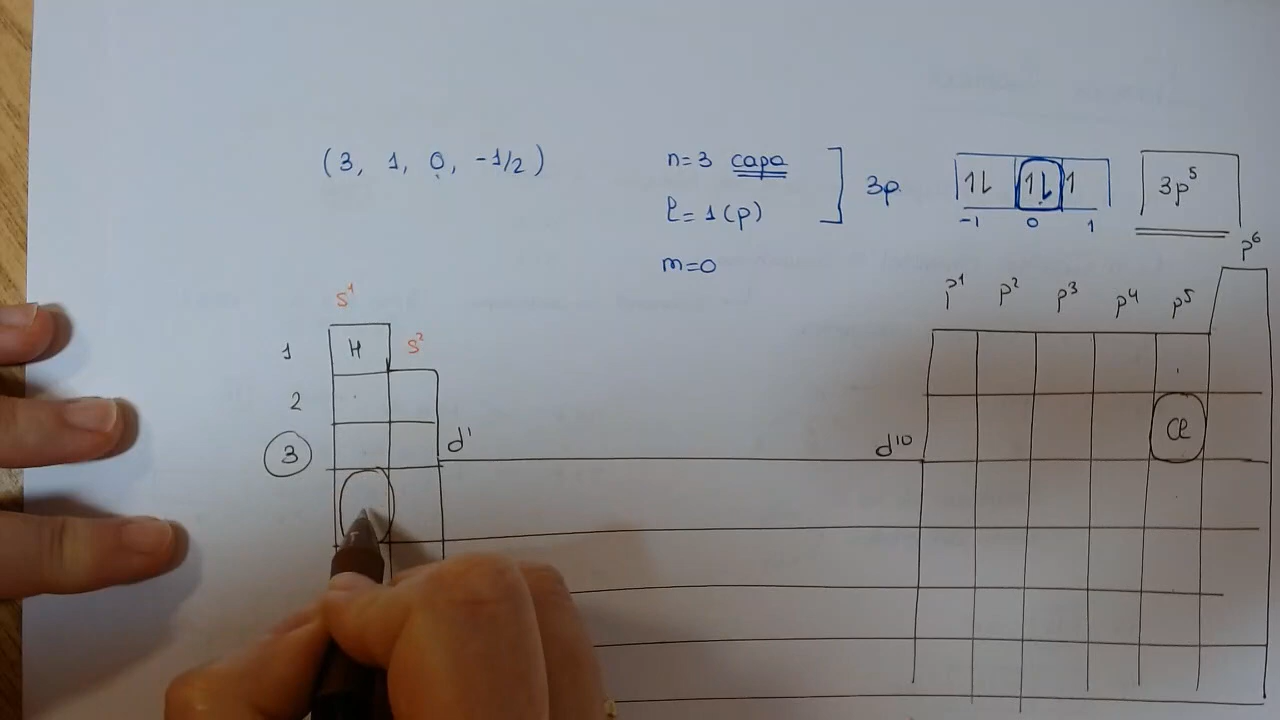 (3, 1, 0, -1/2)
n=3 capa
ℓ=1(p)
m=0
3p
1⇂ 1⇂ 1
-1 0 1
3p⁵
s¹
s²
p¹ p² p³ p⁴ p⁵ p⁶
1 H
2
3
d¹
d¹⁰
Cl